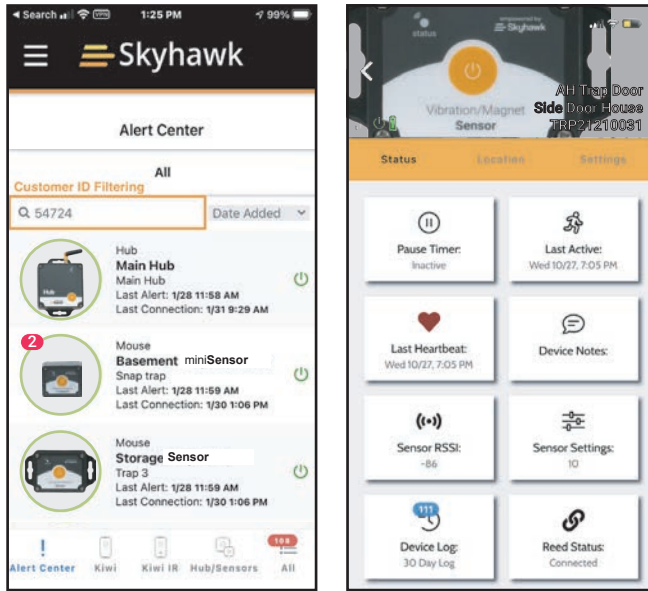 Search
VPN
1:25 PM
99%
Skyhawk
Alert Center
All
Customer ID Filtering
54724
Date Added
Hub
Main Hub
Main Hub
Last Alert: 1/28 11:58 AM
Last Connection: 1/31 9:29 AM
Hub
2
Mouse
Basement miniSensor
Snap trap
Last Alert: 1/28 11:59 AM
Last Connection: 1/30 1:06 PM
Mouse
Storage Sensor
Trap 3
Last Alert: 1/28 11:59 AM
Last Connection: 1/30 1:06 PM
108
Alert Center
Kiwi
Kiwi IR
Hub/Sensors
All
status
empowered by
Skyhawk
Vibration/Magnet
Sensor
AH Trap Door
Side Door House
TRP21210031
Status
Location
Settings
Pause Timer:
Inactive
Last Active:
Wed 10/27, 7:05 PM
Last Heartbeat:
Wed 10/27, 7:05 PM
Device Notes:
Sensor RSSI:
-86
Sensor Settings:
10
111
Device Log:
30 Day Log
Reed Status:
Connected